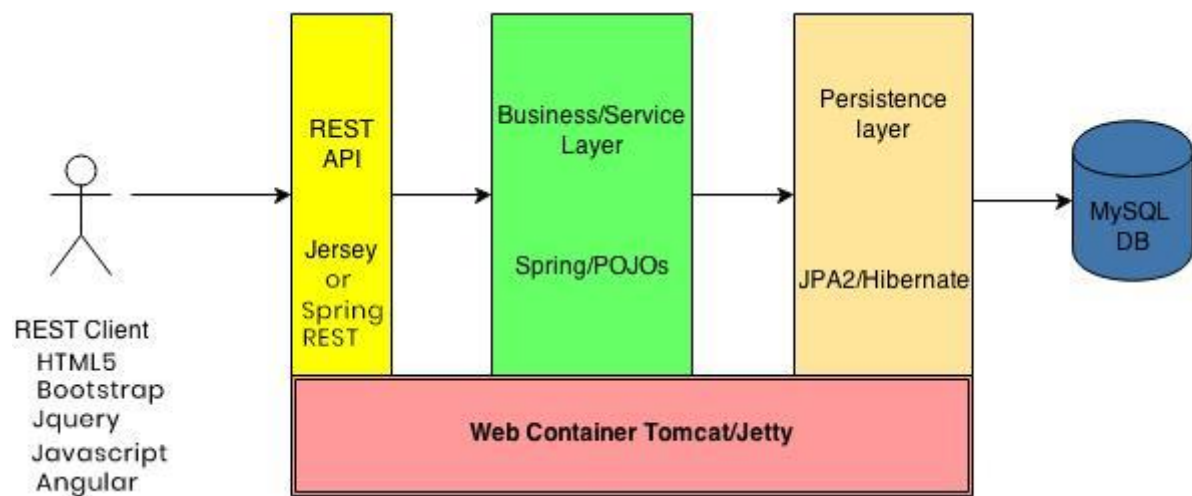 REST Client
HTML5
Bootstrap
Jquery
Javascript
Angular
REST
API
Jersey
or
Spring
REST
Business/Service
Layer
Spring/POJOs
Persistence
layer
JPA2/Hibernate
MySQL
DB
Web Container Tomcat/Jetty